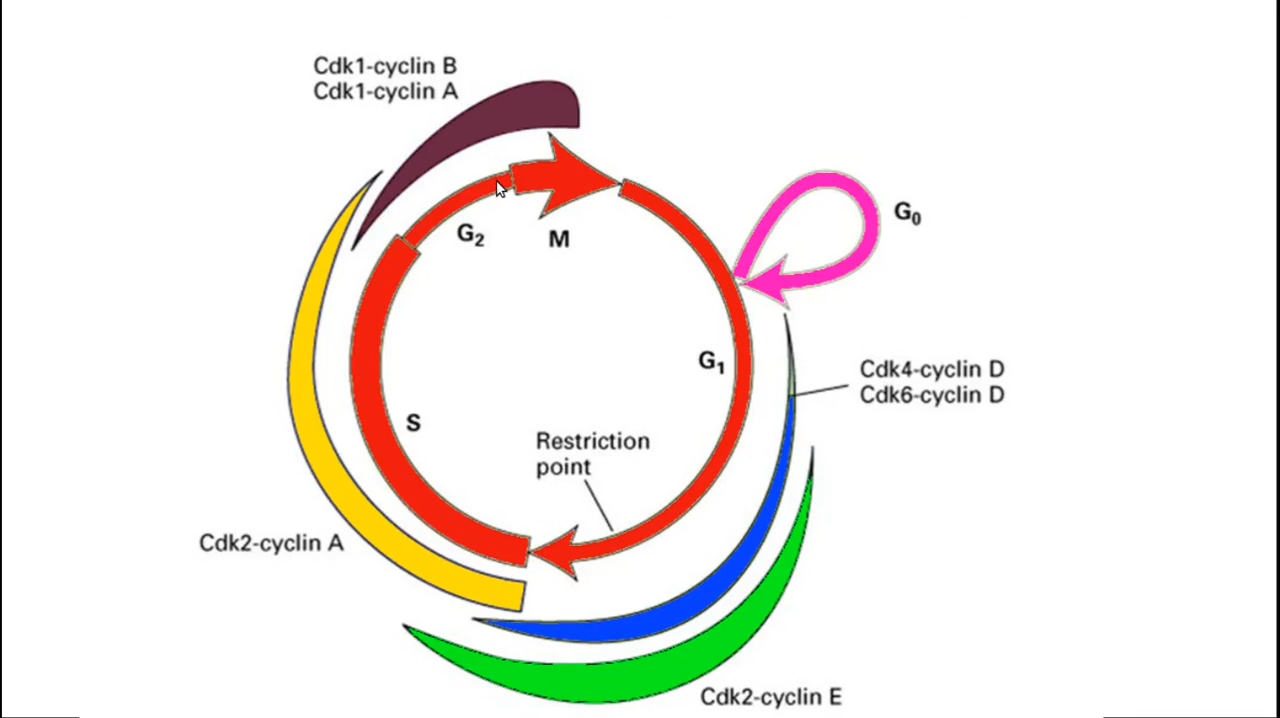 Cdk1-cyclin B
Cdk1-cyclin A
G₀
G₂
M
G₁
Cdk4-cyclin D
Cdk6-cyclin D
S
Restriction
point
Cdk2-cyclin A
Cdk2-cyclin E